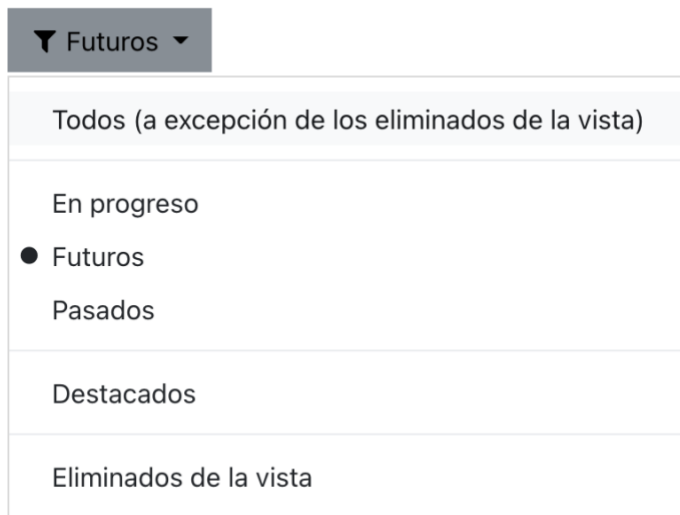 Futuros
Todos (a excepción de los eliminados de la vista)
En progreso
Futuros
Pasados
Destacados
Eliminados de la vista